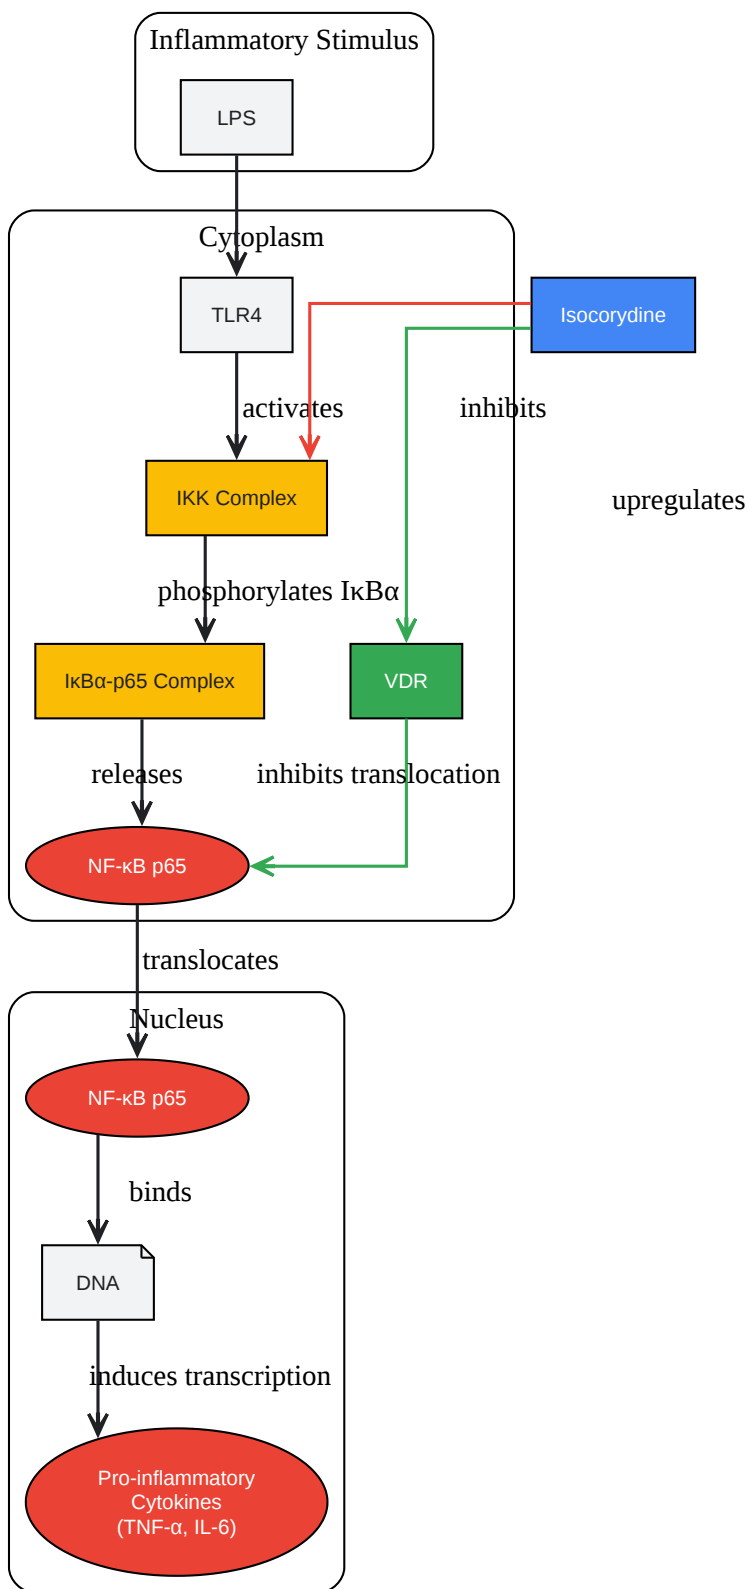 Inflammatory Stimulus
LPS
Cytoplasm
TLR4
Isocorydine
activates
inhibits
IKK Complex
upregulates
phosphorylates IκBα
IκBα-p65 Complex
VDR
releases
inhibits translocation
NF-κB p65
translocates
Nucleus
NF-κB p65
binds
DNA
induces transcription
Pro-inflammatory
Cytokines
(TNF-α, IL-6)